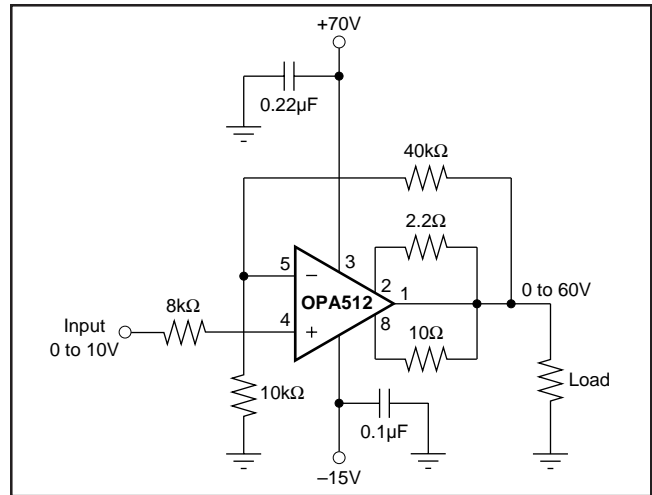 +70V
0.22µF
40kΩ
2.2Ω
5
–
3
2
OPA512
1
0 to 60V
8kΩ
4
+
8
Input
0 to 10V
10Ω
10kΩ
Load
0.1µF
–15V